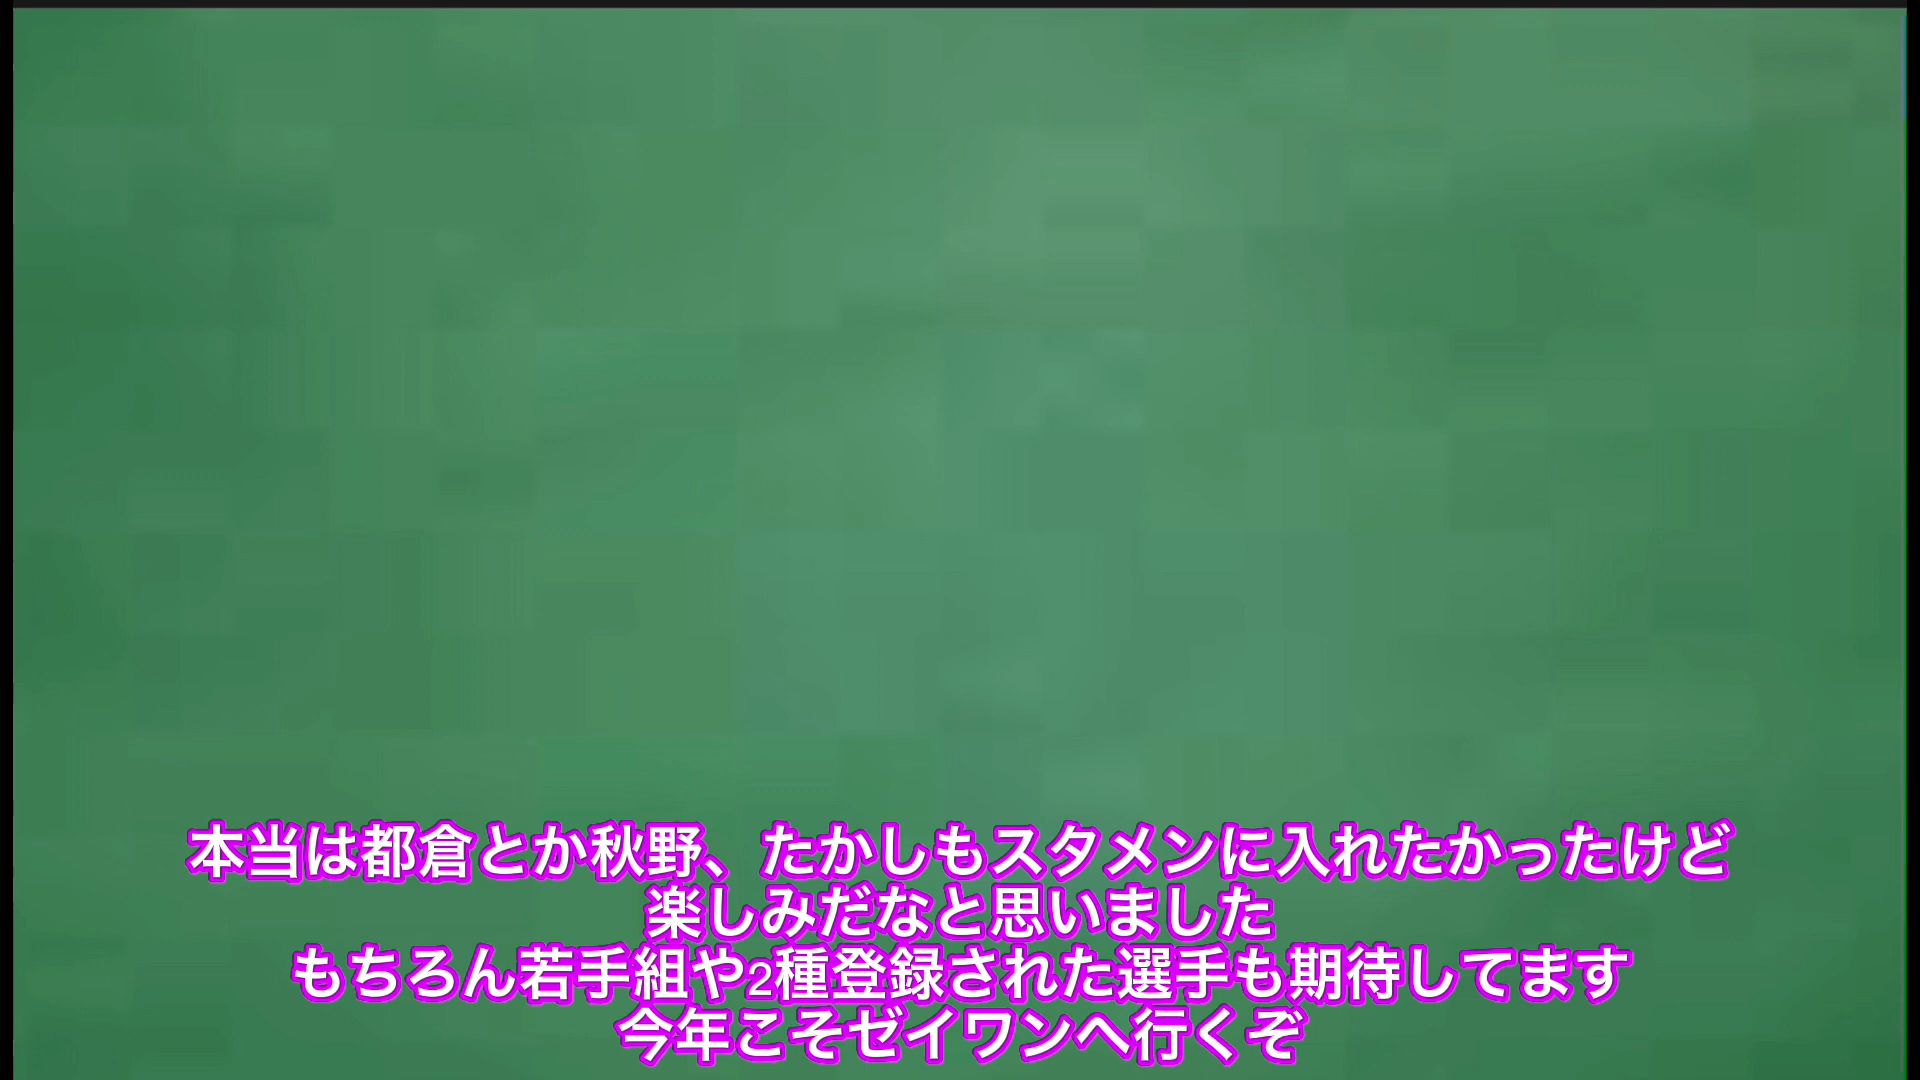 本当は都倉とか秋野、たかしもスタメンに入れたかったけど
楽しみだなと思いました
もちろん若手組や2種登録された選手も期待してます
今年こそゼイワンへ行くぞ